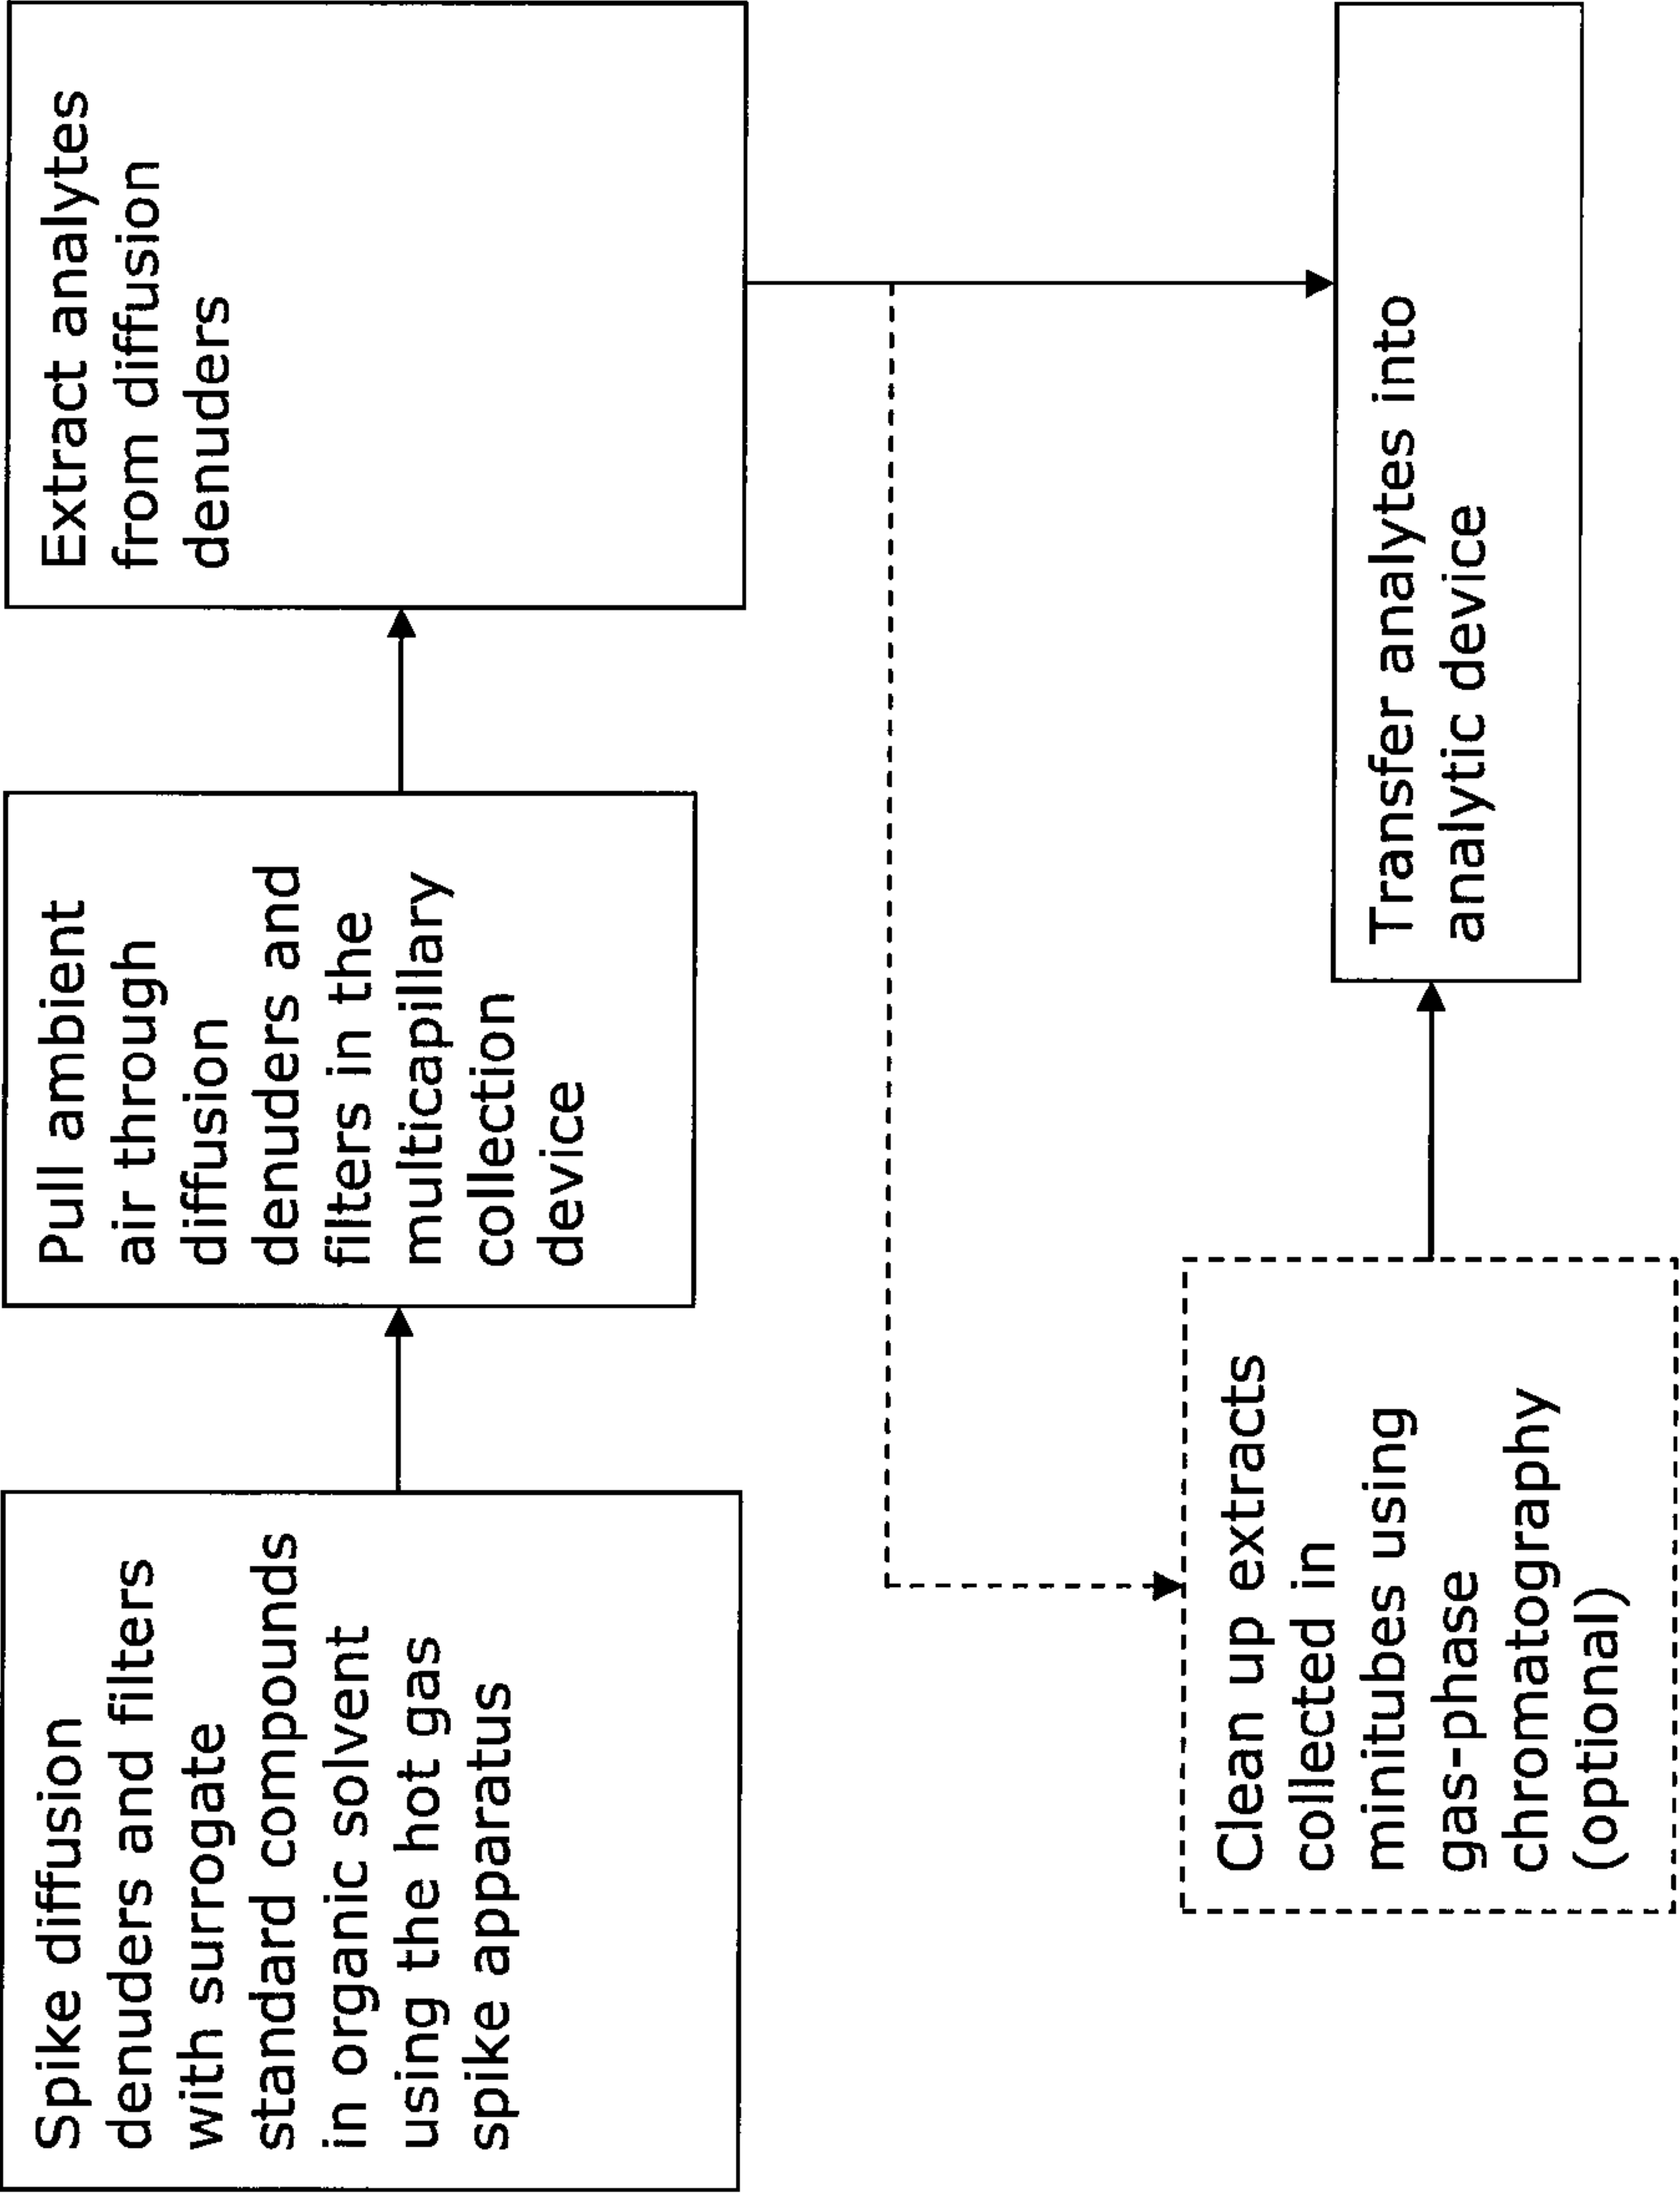 Spike diffusion
denuders and filters
with surrogate
standard compounds
in organic solvent
using the hot gas
spike apparatus
Pull ambient
air through
diffusion
denuders and
filters in the
multicapillary
collection
device
Extract analytes
from diffusion
denuders
Clean up extracts
collected in
minitubes using
gas-phase
chromatography
(optional)
Transfer analytes into
analytic device